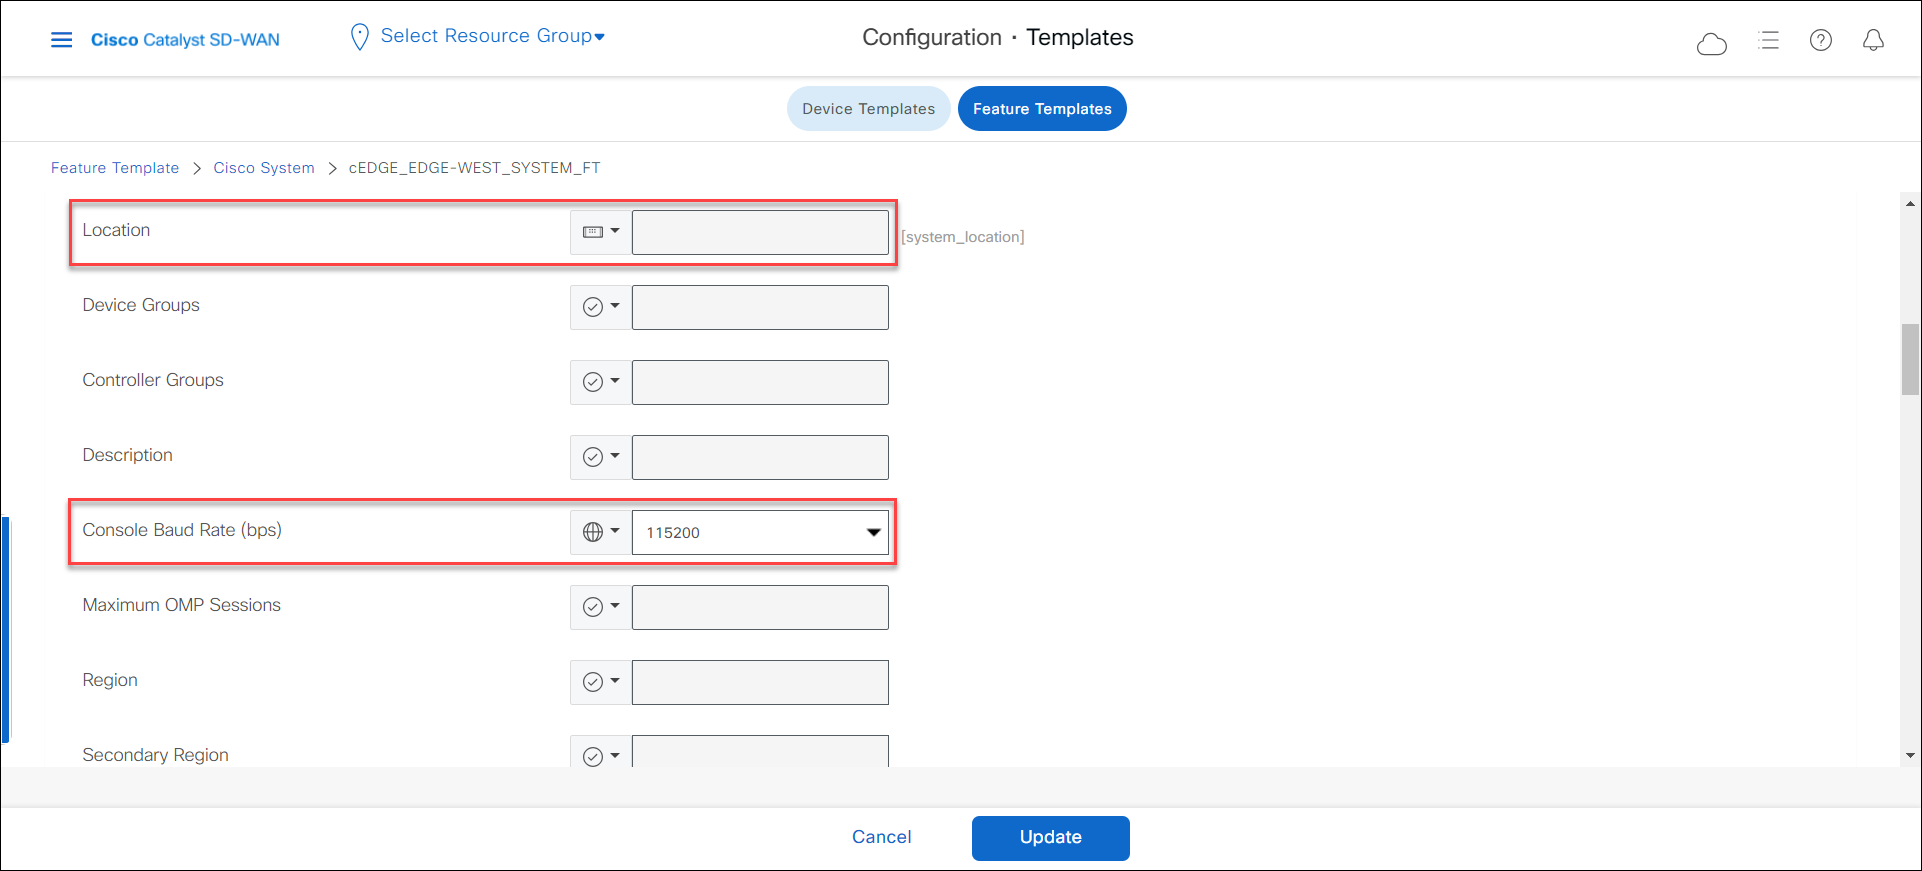 Cisco Catalyst SD-WAN
Select Resource Group
Configuration · Templates
Device Templates
Feature Templates
Feature Template > Cisco System > cEDGE_EDGE-WEST_SYSTEM_FT
Location
[system_location]
Device Groups
Controller Groups
Description
Console Baud Rate (bps)
115200
Maximum OMP Sessions
Region
Secondary Region
Cancel
Update